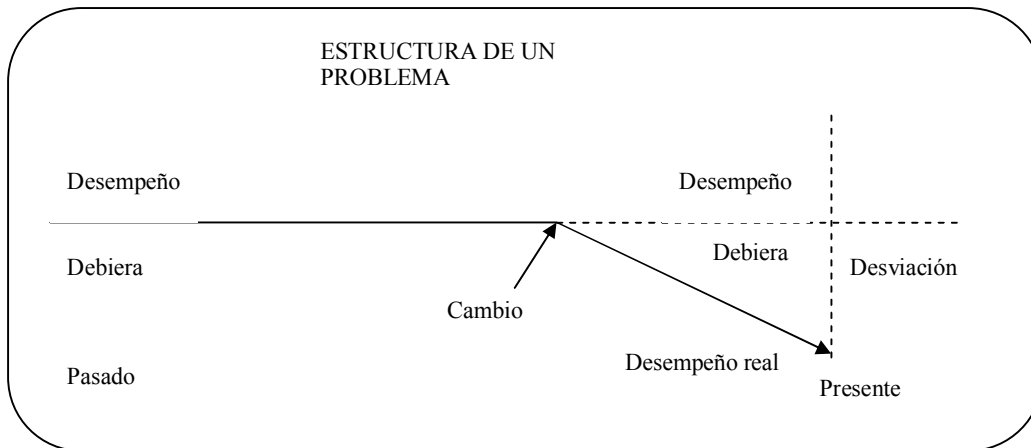 ESTRUCTURA DE UN
PROBLEMA
Desempeño
Desempeño
Debiera
Debiera
Desviación
Cambio
Desempeño real
Pasado
Presente